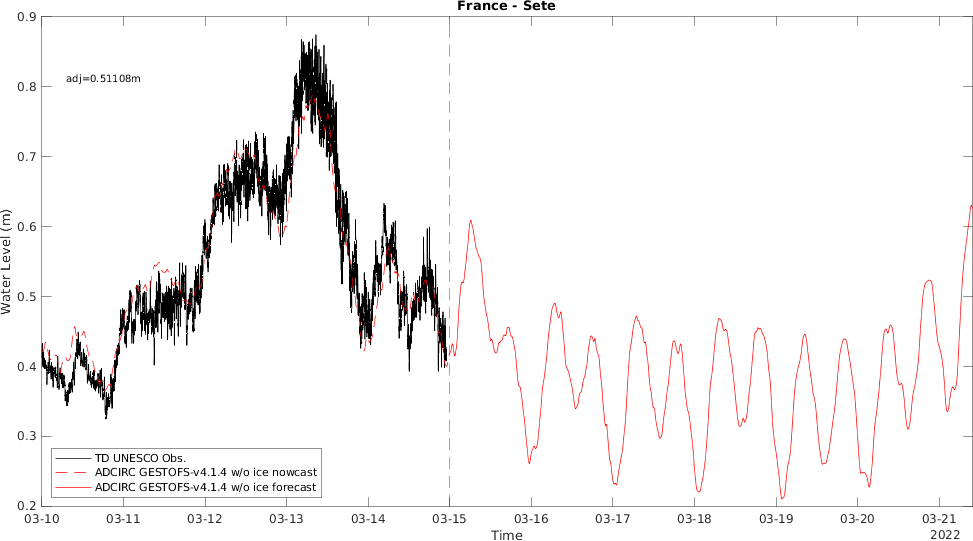 France - Sete
0.9
0.8
0.7
0.6
0.5
0.4
0.3
0.2
Water Level (m)
adj=0.51108m
TD UNESCO Obs.
ADCIRC GESTOFS-v4.1.4 w/o ice nowcast
ADCIRC GESTOFS-v4.1.4 w/o ice forecast
03-10 03-11 03-12 03-13 03-14 03-15 03-16 03-17 03-18 03-19 03-20 03-21
2022
Time